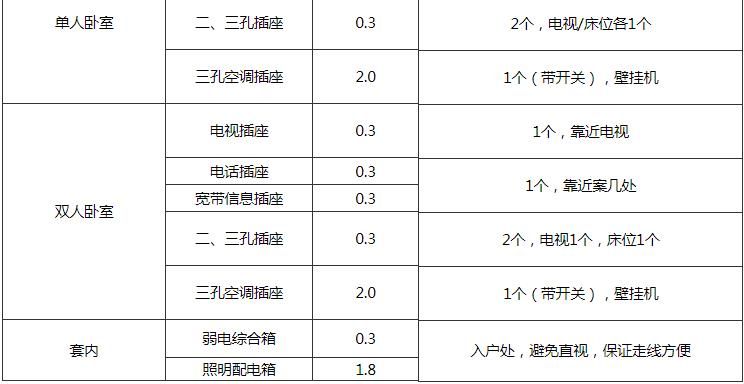 单人卧室 二、三孔插座 0.3 2个，电视/床位各1个
三孔空调插座 2.0 1个（带开关），壁挂机
双人卧室 电视插座 0.3 1个，靠近电视
电话插座 0.3 1个，靠近案几处
宽带信息插座 0.3
二、三孔插座 0.3 2个，电视1个，床位1个
三孔空调插座 2.0 1个（带开关），壁挂机
套内 弱电综合箱 0.3 入户处，避免直视，保证走线方便
照明配电箱 1.8